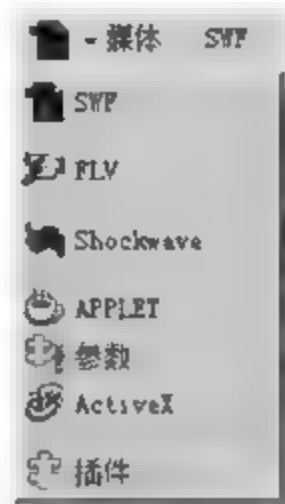 - 媒体 SWF
SWF
FLV
Shockwave
APPLET
参数
ActiveX
插件